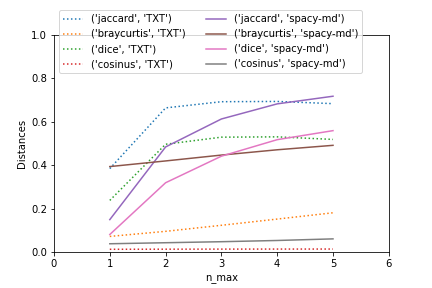 ('jaccard', 'TXT') ('jaccard', 'spacy-md')
('braycurtis', 'TXT') ('braycurtis', 'spacy-md')
('dice', 'TXT') ('dice', 'spacy-md')
('cosinus', 'TXT') ('cosinus', 'spacy-md')
1.0
0.8
0.6
0.4
0.2
0.0
Distances
0 1 2 3 4 5 6
n_max